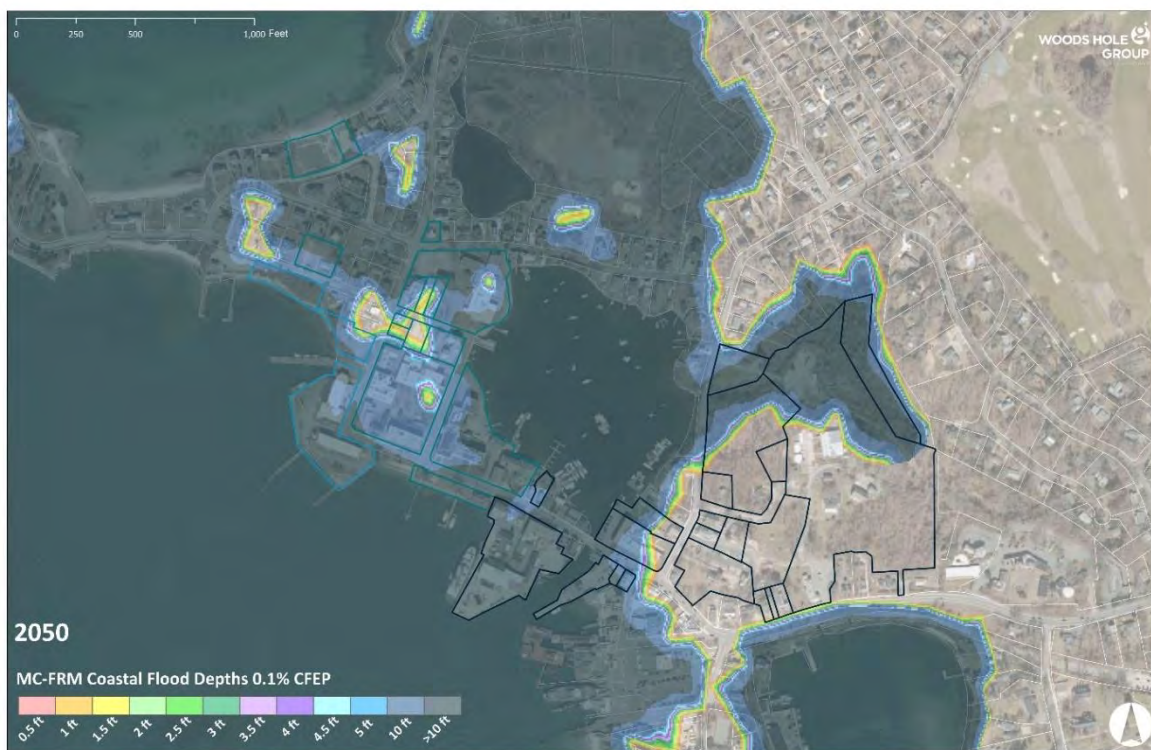 0 250 500 1,000 Feet
WOODS HOLE
GROUP
2050
MC-FRM Coastal Flood Depths 0.1% CFEP
0.5 ft 1 ft 1.5 ft 2 ft 2.5 ft 3 ft 3.5 ft 4 ft 4.5 ft 5 ft 10 ft >10 ft